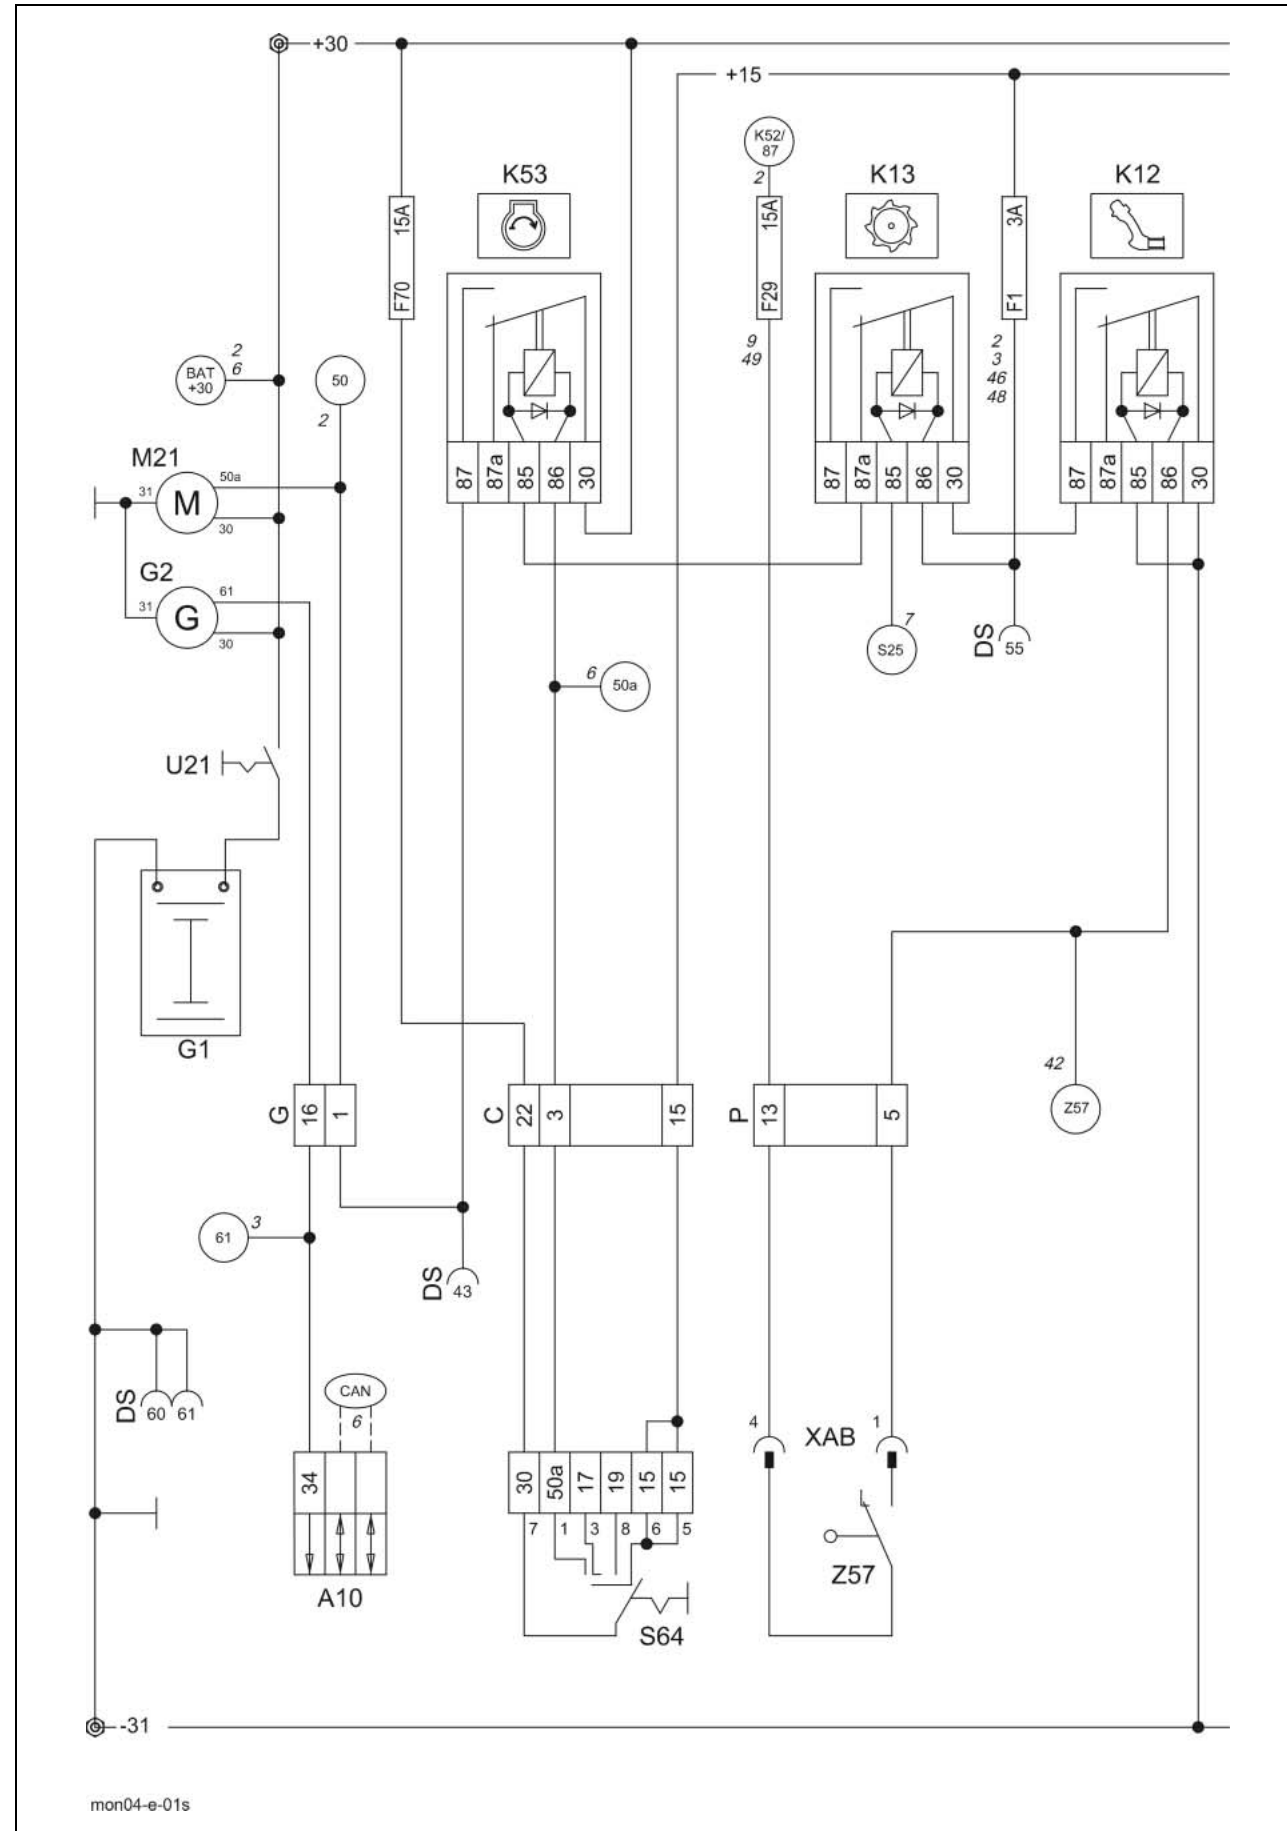 +30
+15
K52/
87
2
K53
K13
K12
15A
F70
15A
F29
3A
F1
9
49
2
3
46
48
BAT
+30
2
6
50
2
87
87a
85
86
30
87
87a
85
86
30
87
87a
85
86
30
M21
31
M
50a
30
G2
31
G
61
30
7
S25
DS
55
6
50a
U21
G1
42
Z57
G
16
1
C
22
3
15
P
13
5
61
3
DS
43
DS
60
61
CAN
6
34
A10
30
50a
17
19
15
15
7
1
3
8
6
5
S64
4
XAB
1
Z57
-31
mon04-e-01s